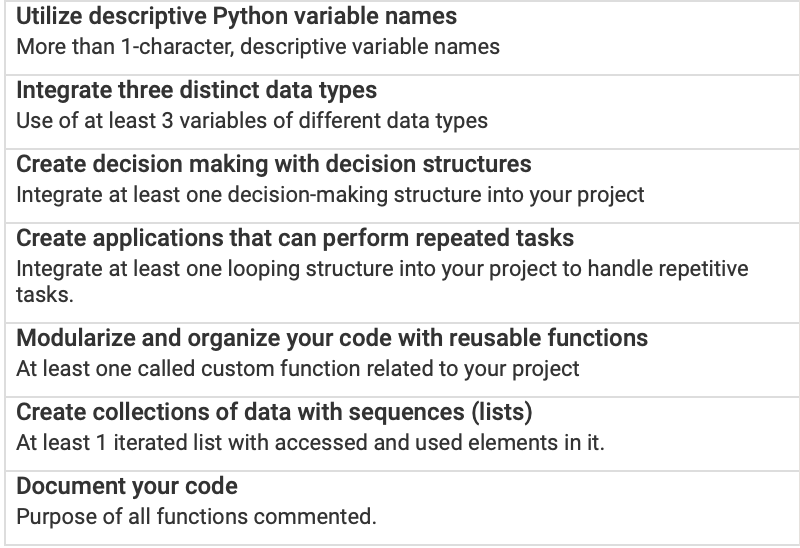 Utilize descriptive Python variable names
More than 1-character, descriptive variable names
Integrate three distinct data types
Use of at least 3 variables of different data types
Create decision making with decision structures
Integrate at least one decision-making structure into your project
Create applications that can perform repeated tasks
Integrate at least one looping structure into your project to handle repetitive
tasks.
Modularize and organize your code with reusable functions
At least one called custom function related to your project
Create collections of data with sequences (lists)
At least 1 iterated list with accessed and used elements in it.
Document your code
Purpose of all functions commented.